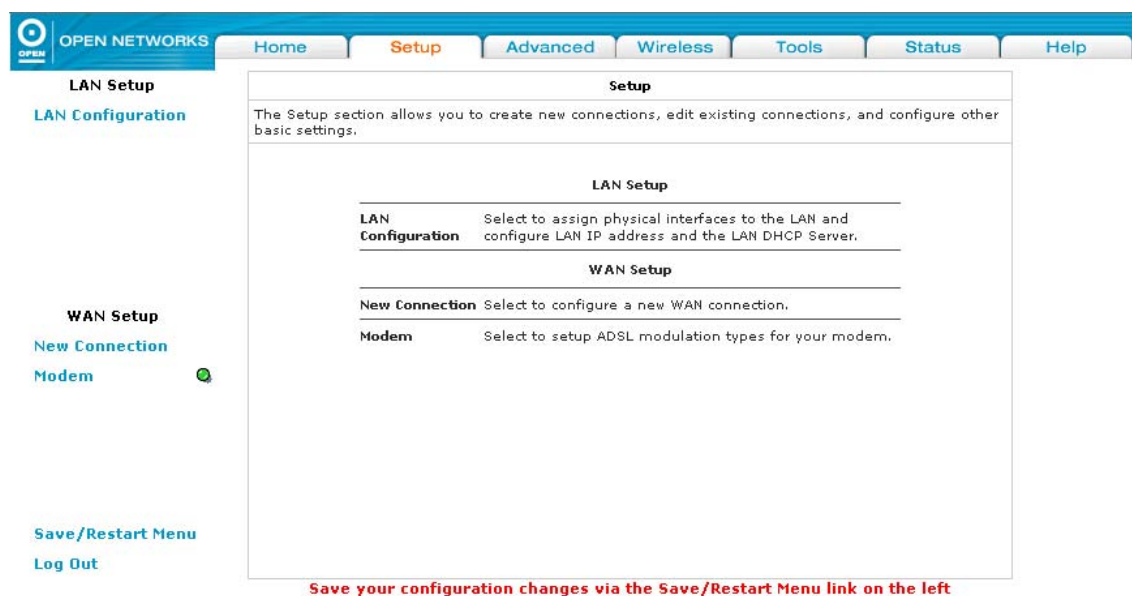 OPEN
OPEN NETWORKS
Home
Setup
Advanced
Wireless
Tools
Status
Help
LAN Setup
LAN Configuration
WAN Setup
New Connection
Modem
Save/Restart Menu
Log Out
Setup
The Setup section allows you to create new connections, edit existing connections, and configure other
basic settings.
LAN Setup
LAN
Configuration
Select to assign physical interfaces to the LAN and
configure LAN IP address and the LAN DHCP Server.
WAN Setup
New Connection Select to configure a new WAN connection.
Modem Select to setup ADSL modulation types for your modem.
Save your configuration changes via the Save/Restart Menu link on the left